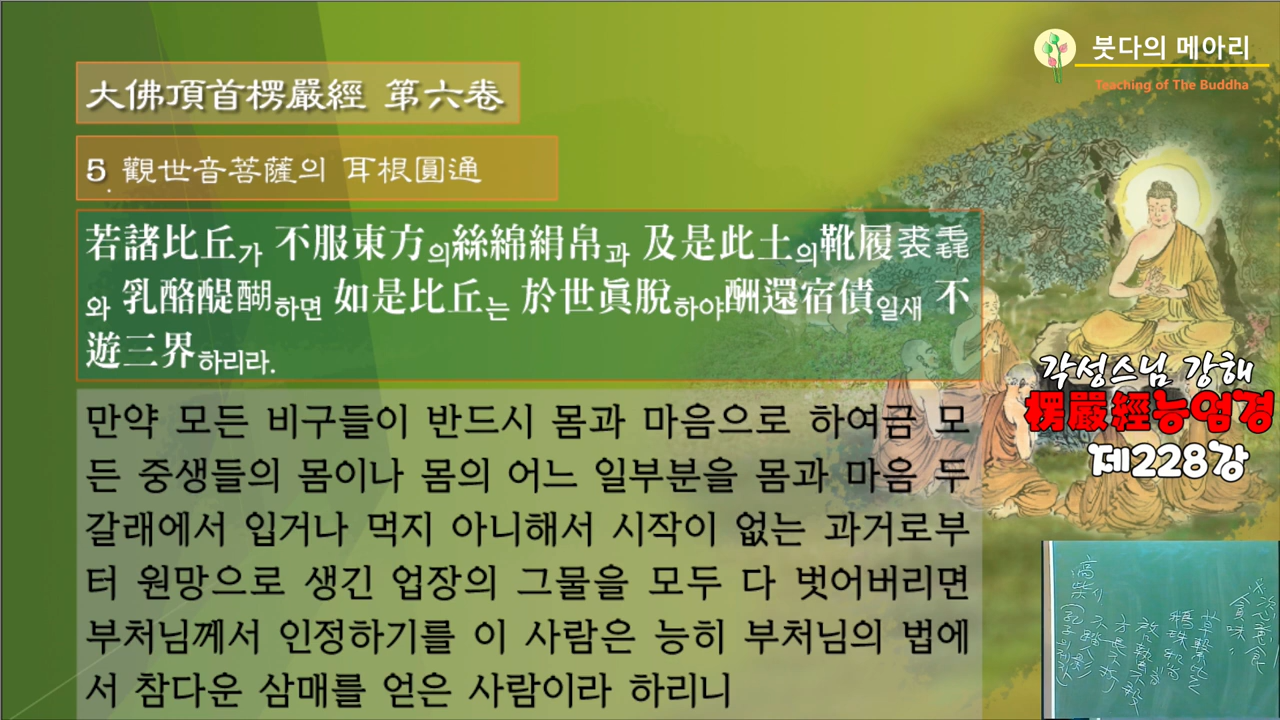 大佛頂首楞嚴經 第六卷
5. 觀世音菩薩의 耳根圓通
若諸比丘가 不服東方의絲綿絹帛과 及是此土의靴履裘毳
와 乳酪醍醐하면 如是比丘는 於世眞脫하야酬還宿債일새 不
遊三界하리라.
만약 모든 비구들이 반드시 몸과 마음으로 하여금 모
든 중생들의 몸이나 몸의 어느 일부분을 몸과 마음 두
갈래에서 입거나 먹지 아니해서 시작이 없는 과거로부
터 원망으로 생긴 업장의 그물을 모두 다 벗어버리면
부처님께서 인정하기를 이 사람은 능히 부처님의 법에
서 참다운 삼매를 얻은 사람이라 하리니
붓다의 메아리
Teaching of The Buddha
각성스님 강해
楞嚴經능엄경
제228강